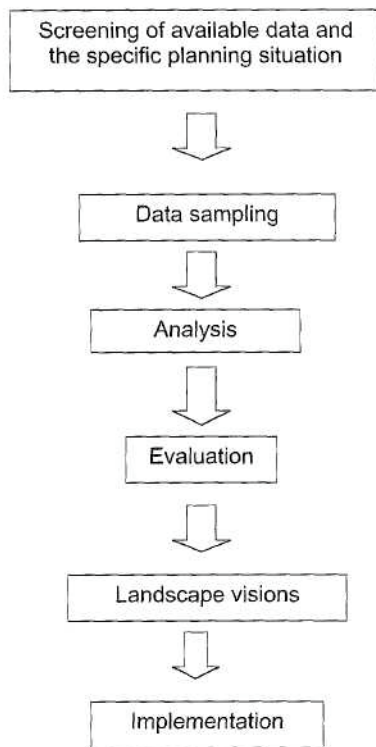 Screening of available data and
the specific planning situation
Data sampling
Analysis
Evaluation
Landscape visions
Implementation